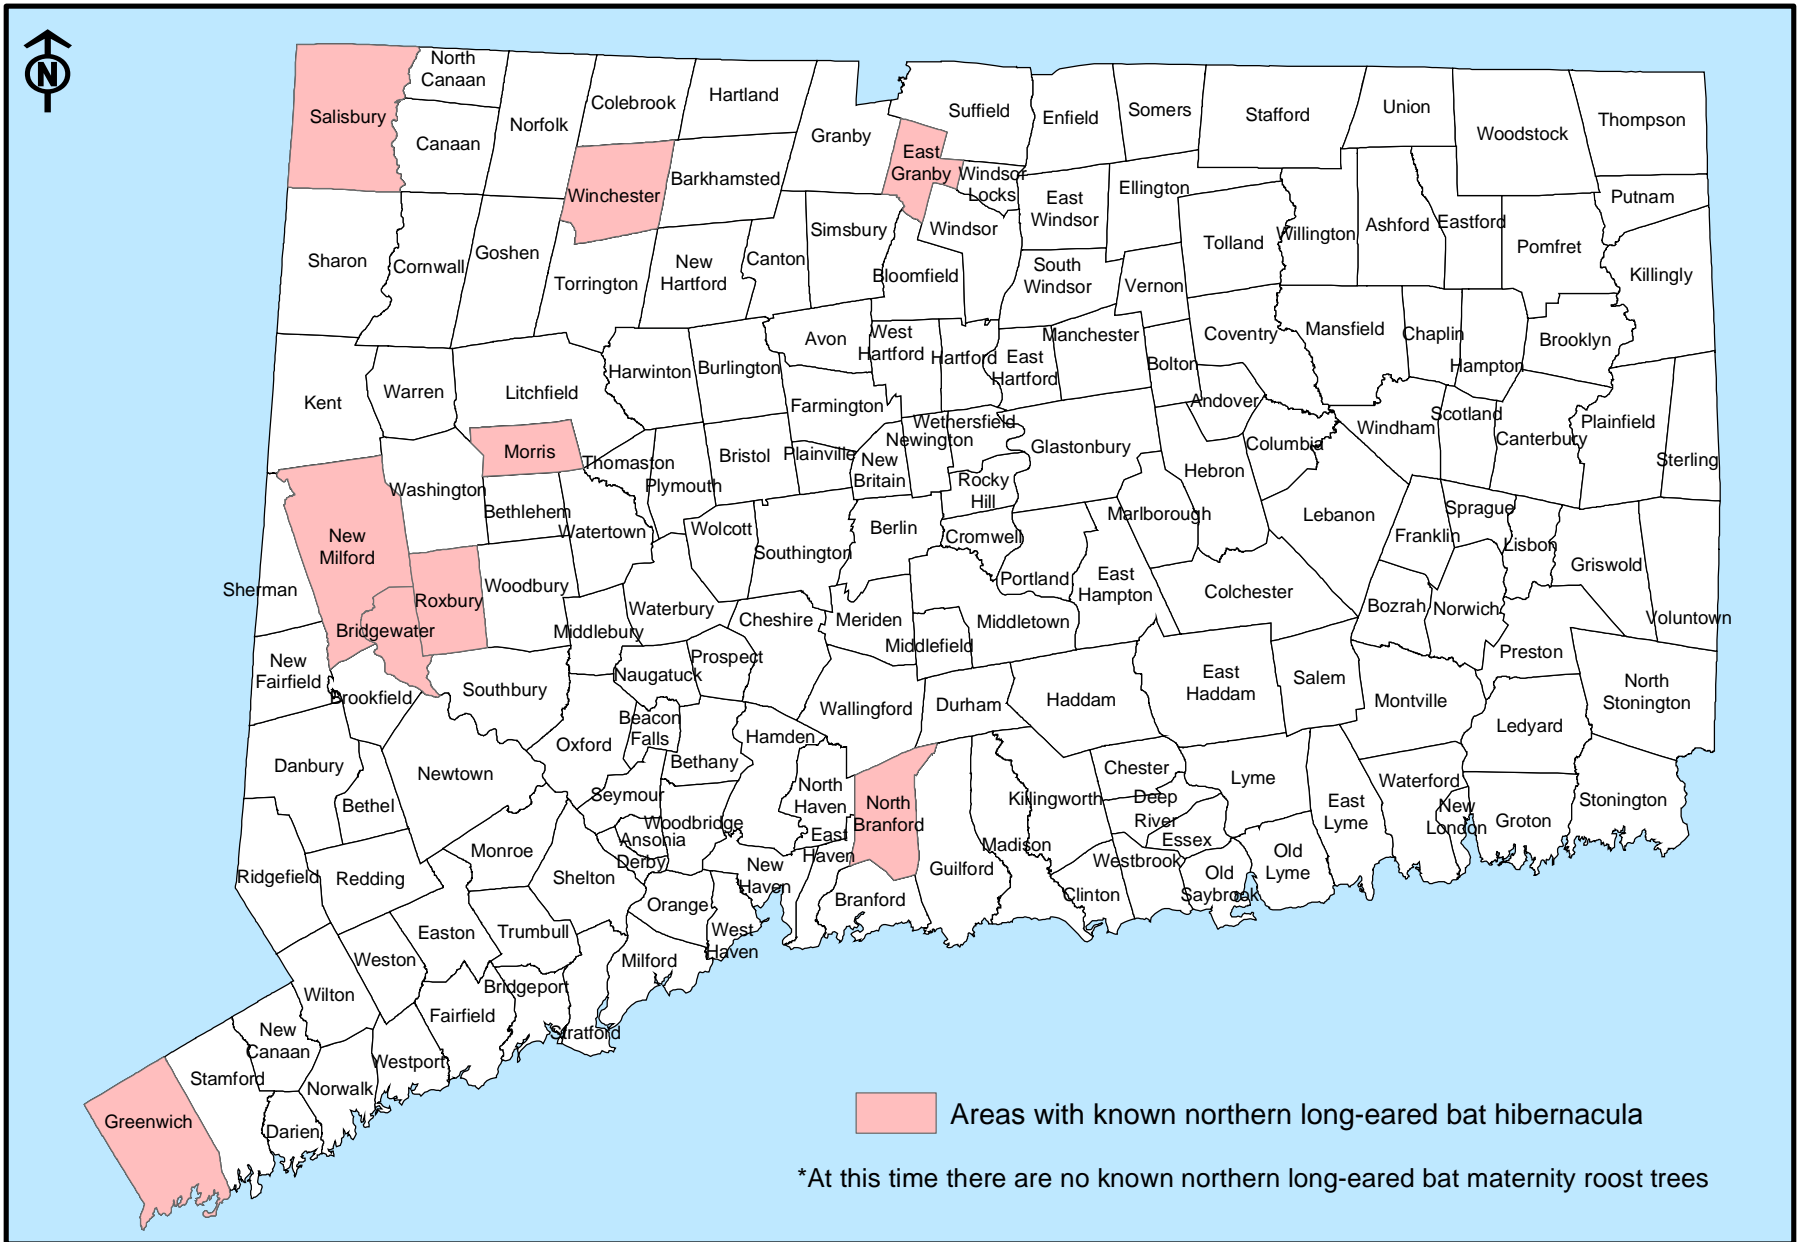 N
North
Canaan
Salisbury
Canaan
Norfolk
Colebrook
Hartland
Granby
Suffield
Enfield
Somers
Stafford
Union
Woodstock
Thompson
East
Granby
Windsor
Locks
Winchester
Barkhamsted
East
Windsor
Ellington
Putnam
Sharon
Cornwall
Goshen
Torrington
New
Hartford
Canton
Simsbury
Windsor
Bloomfield
South
Windsor
Vernon
Tolland
Willington
Ashford
Eastford
Pomfret
Killingly
Kent
Warren
Litchfield
Harwinton
Burlington
Avon
West
Hartford
Hartford
East
Hartford
Manchester
Bolton
Coventry
Mansfield
Chaplin
Hampton
Brooklyn
Farmington
Andover
Wethersfield
Newington
Glastonbury
Columbia
Windham
Scotland
Canterbury
Plainfield
Sterling
Morris
Thomaston
Plymouth
Bristol
Plainville
New
Britain
Rocky
Hill
Hebron
Washington
Bethlehem
Watertown
Wolcott
Southington
Berlin
Cromwell
Marlborough
Lebanon
Franklin
Sprague
Lisbon
Griswold
Voluntown
New
Milford
Sherman
Roxbury
Woodbury
Bridgewater
Middlebury
Waterbury
Cheshire
Meriden
Middlefield
Middletown
Portland
East
Hampton
Colchester
Bozrah
Norwich
Preston
New
Fairfield
Brookfield
Southbury
Naugatuck
Prospect
Wallingford
Durham
Haddam
East
Haddam
Salem
Montville
Ledyard
North
Stonington
Danbury
Bethel
Newtown
Oxford
Beacon
Falls
Bethany
Hamden
North
Haven
North
Branford
Seymour
Woodbridge
Ansonia
Derby
East
Haven
Killingworth
Chester
Deep
River
Essex
Lyme
East
Lyme
Waterford
New
London
Groton
Stonington
Ridgefield
Redding
Monroe
Shelton
New
Haven
Branford
Guilford
Madison
Clinton
Westbrook
Old
Saybrook
Old
Lyme
Easton
Trumbull
Orange
West
Haven
Milford
Weston
Wilton
Bridgeport
Fairfield
Stratford
New
Canaan
Westport
Stamford
Norwalk
Darien
Greenwich
Areas with known northern long-eared bat hibernacula
*At this time there are no known northern long-eared bat maternity roost trees